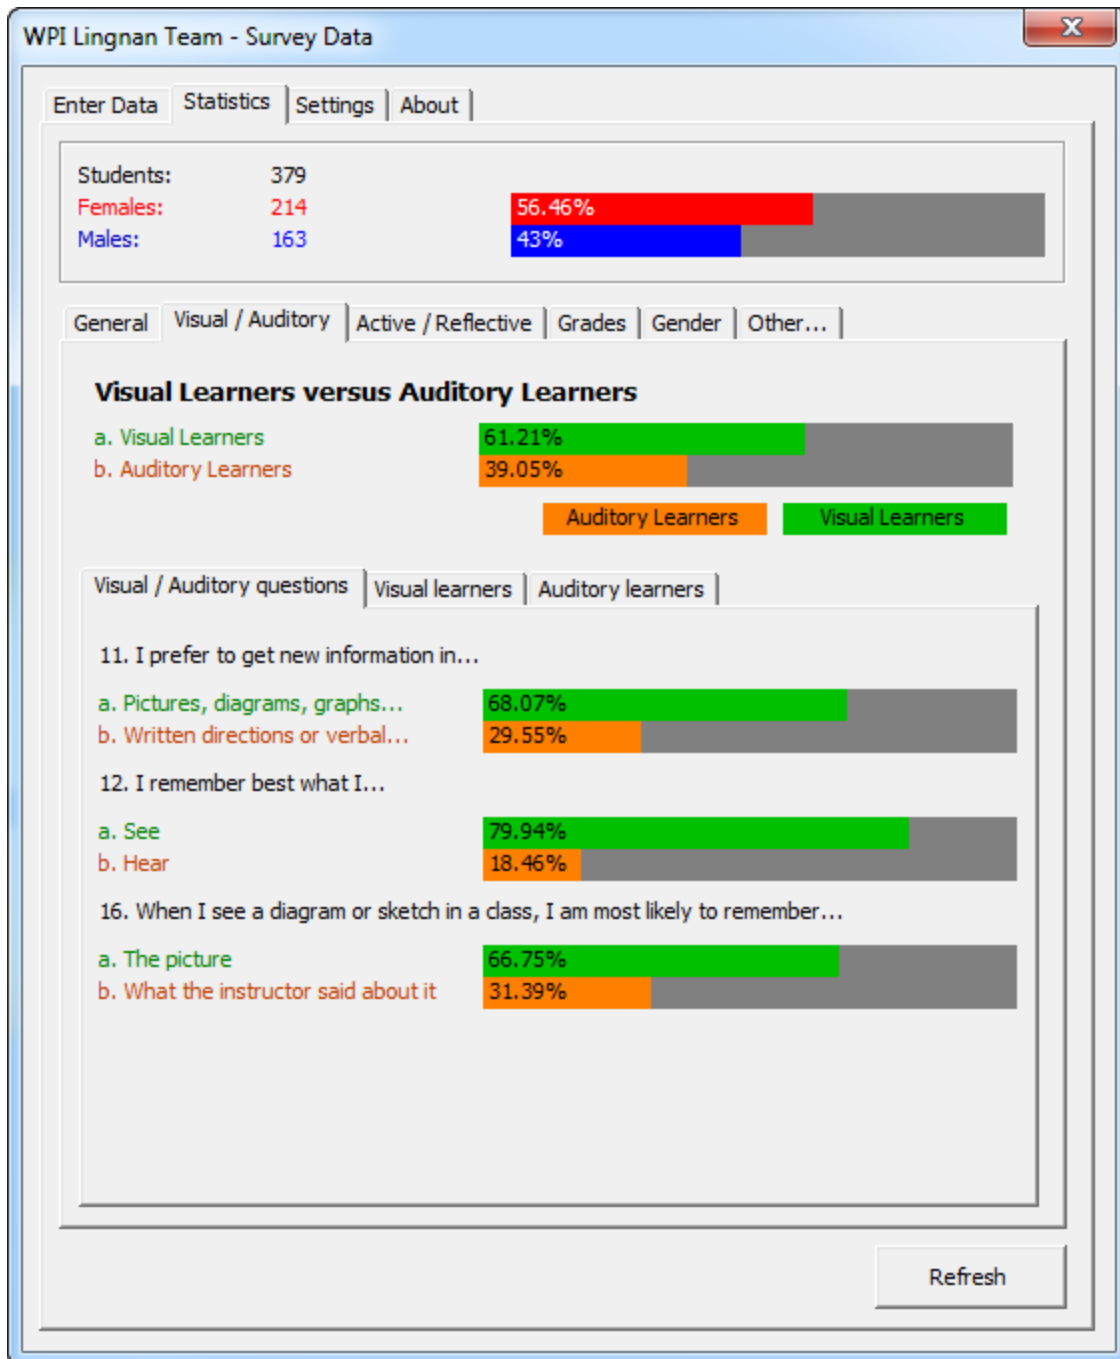 WPI Lingnan Team - Survey Data
X
Enter Data Statistics Settings About
Students: 379
Females: 214 56.46%
Males: 163 43%
General Visual / Auditory Active / Reflective Grades Gender Other...
Visual Learners versus Auditory Learners
a. Visual Learners 61.21%
b. Auditory Learners 39.05%
Auditory Learners Visual Learners
Visual / Auditory questions Visual learners Auditory learners
11. I prefer to get new information in...
a. Pictures, diagrams, graphs... 68.07%
b. Written directions or verbal... 29.55%
12. I remember best what I...
a. See 79.94%
b. Hear 18.46%
16. When I see a diagram or sketch in a class, I am most likely to remember...
a. The picture 66.75%
b. What the instructor said about it 31.39%
Refresh